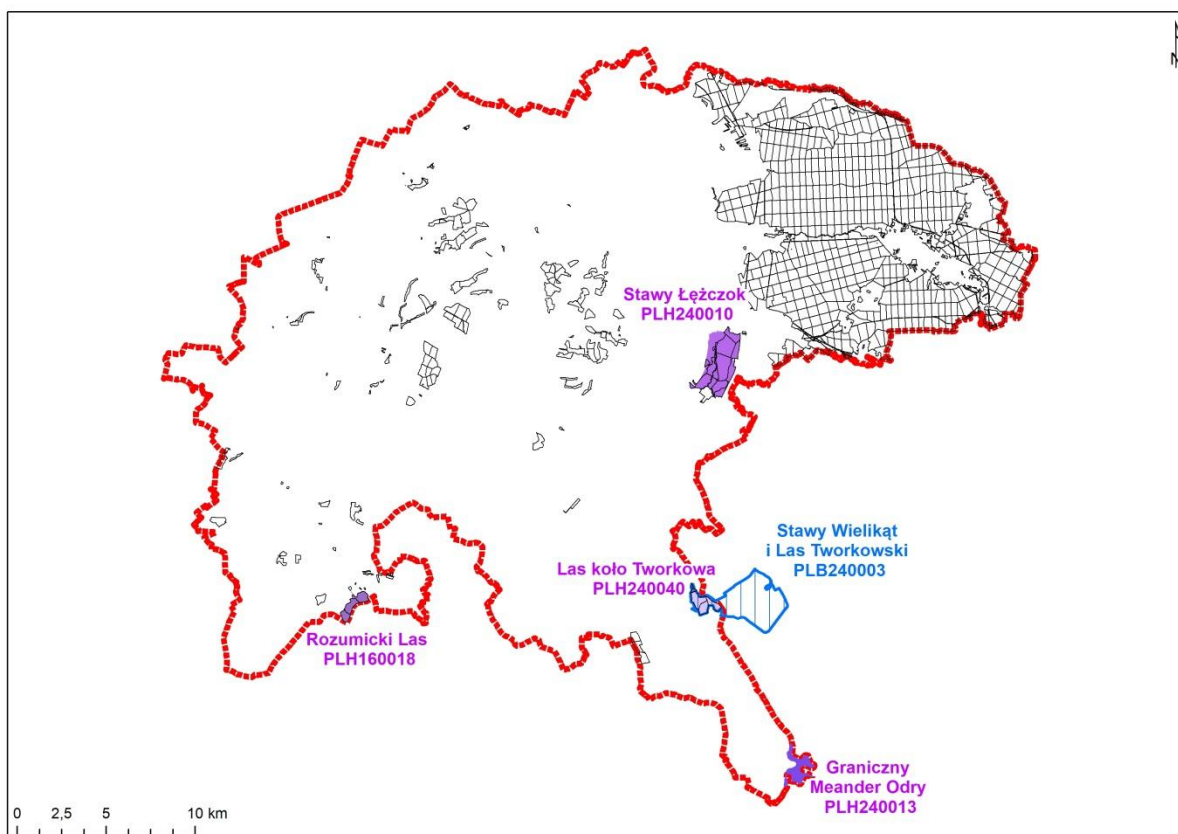 N
Stawy Łężczok
PLH240010
Stawy Wielikąt
i Las Tworkowski
PLB240003
Las koło Tworkowa
PLH240040
Rozumicki Las
PLH160018
Graniczny
Meander Odry
PLH240013
0 2,5 5 10 km